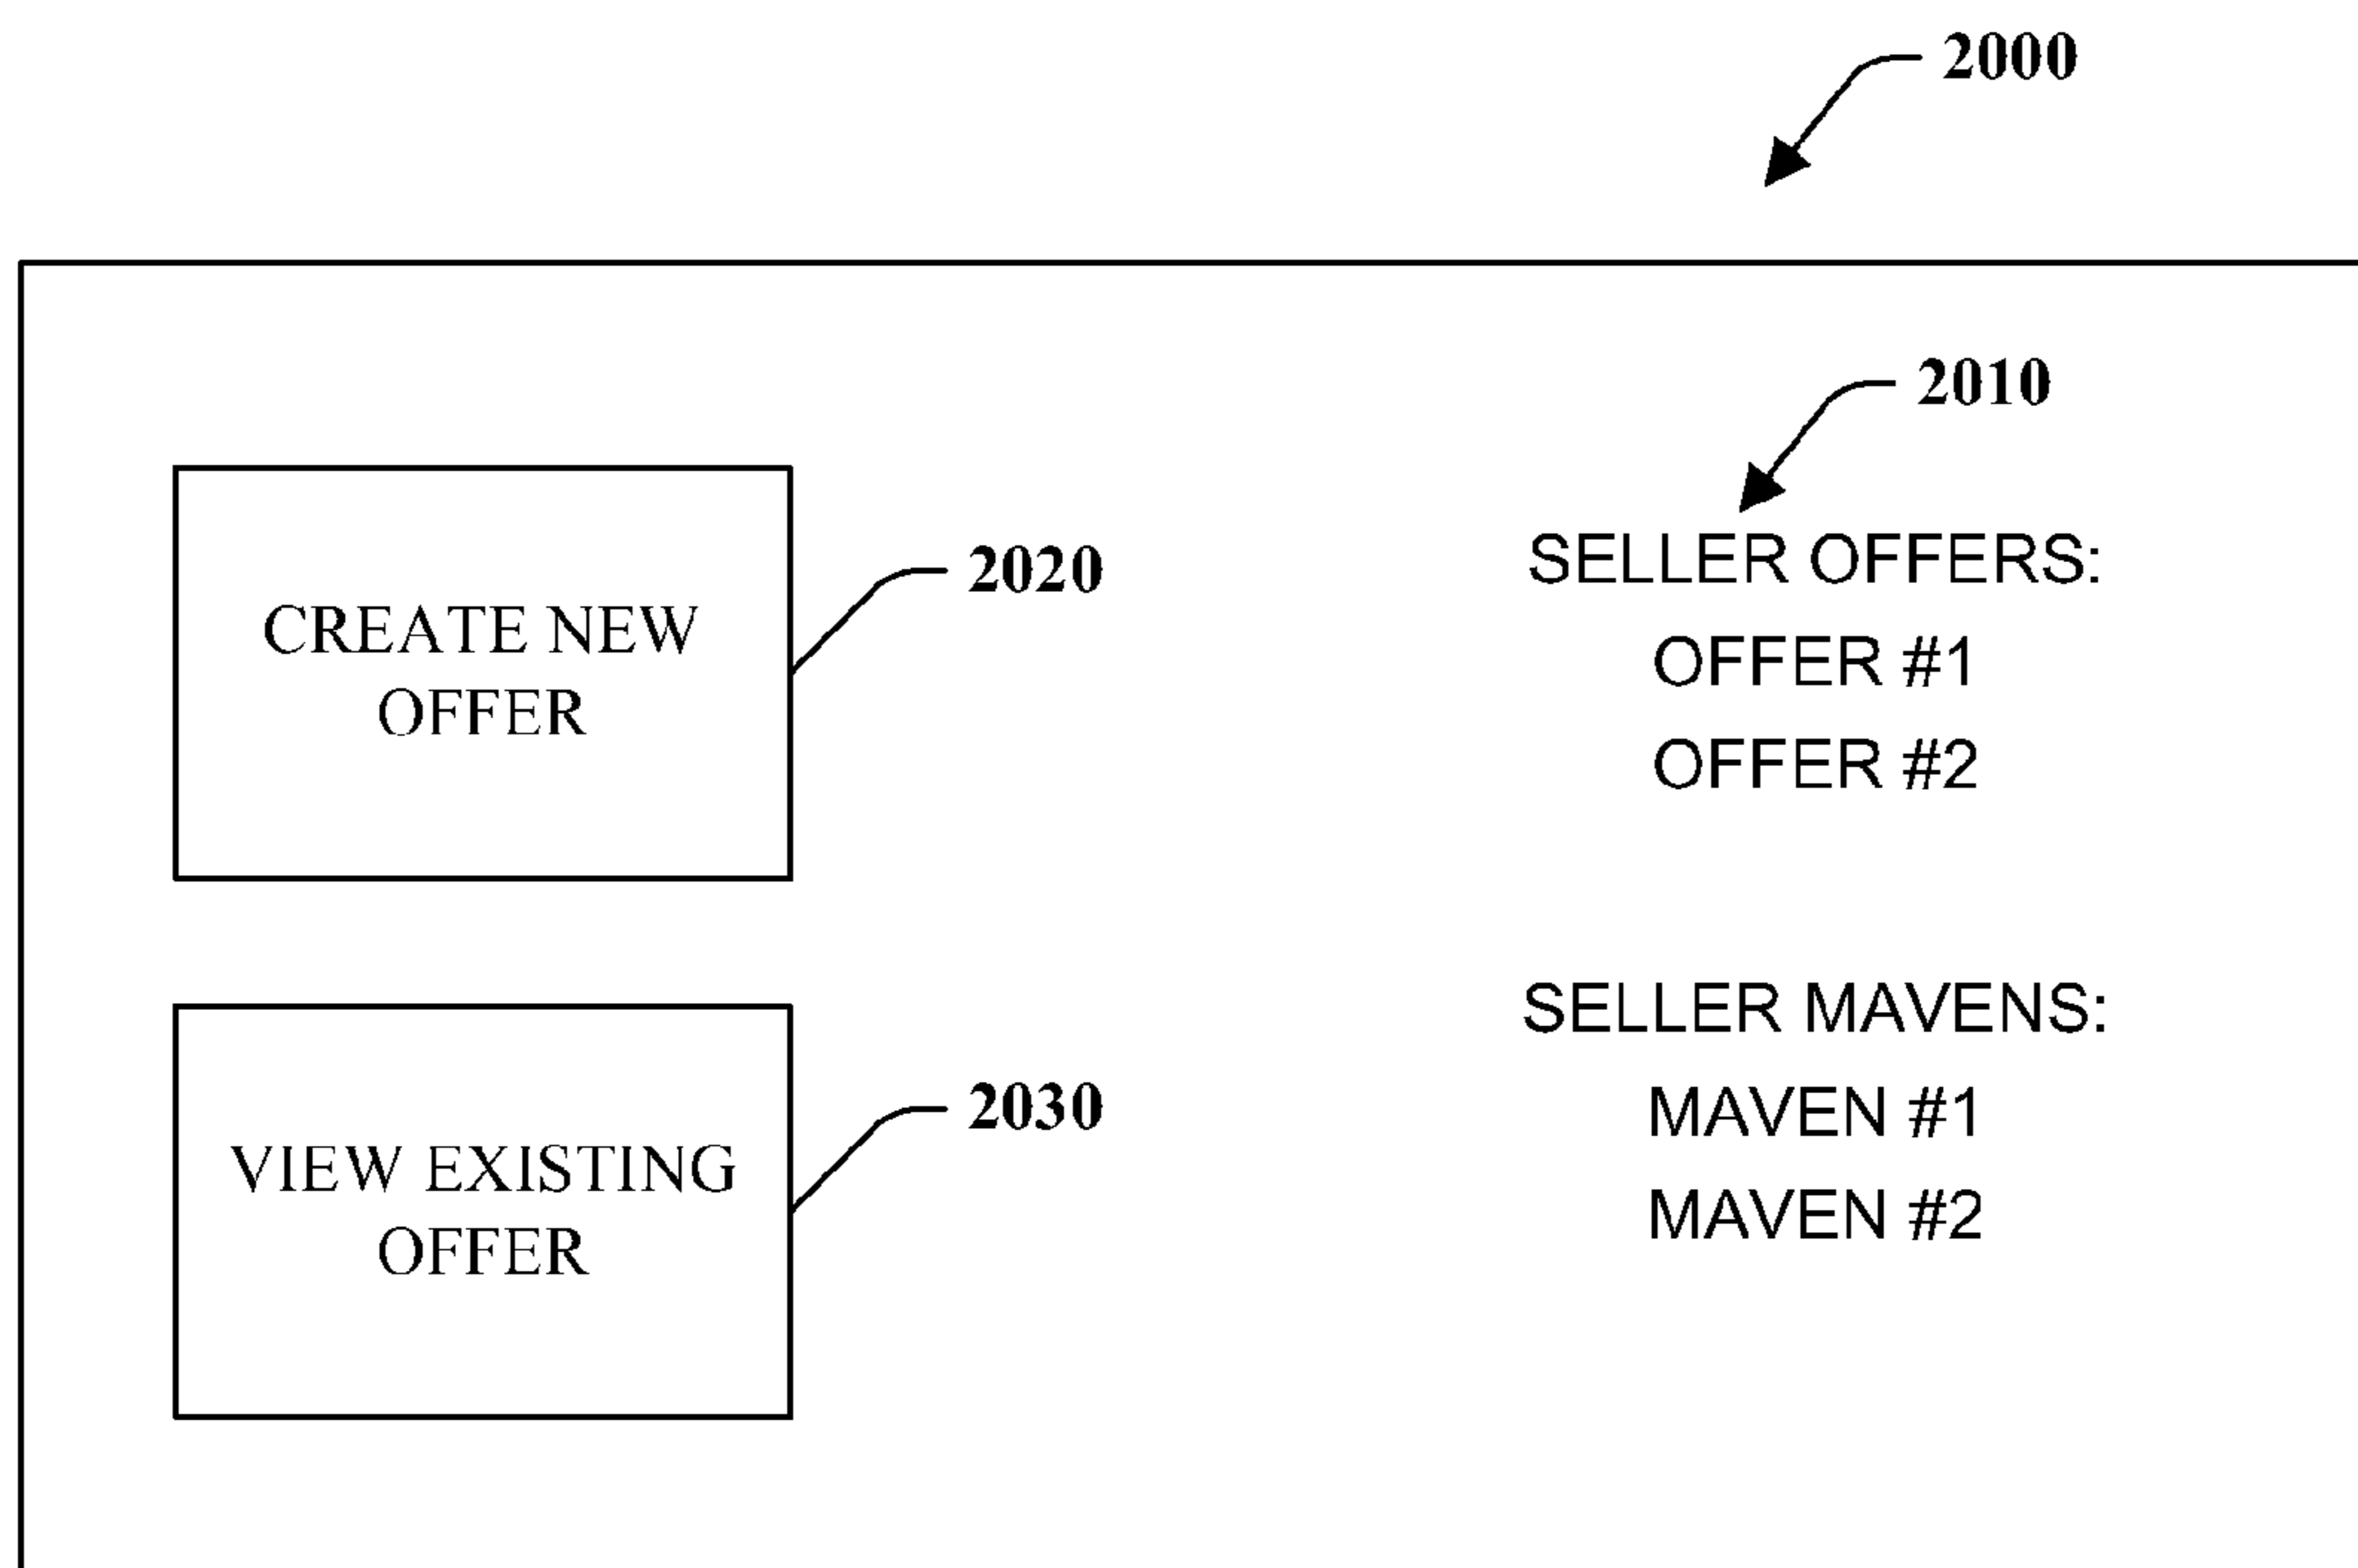 2000
2010
CREATE NEW
OFFER
2020
SELLER OFFERS:
OFFER #1
OFFER #2
VIEW EXISTING
OFFER
2030
SELLER MAVENS:
MAVEN #1
MAVEN #2